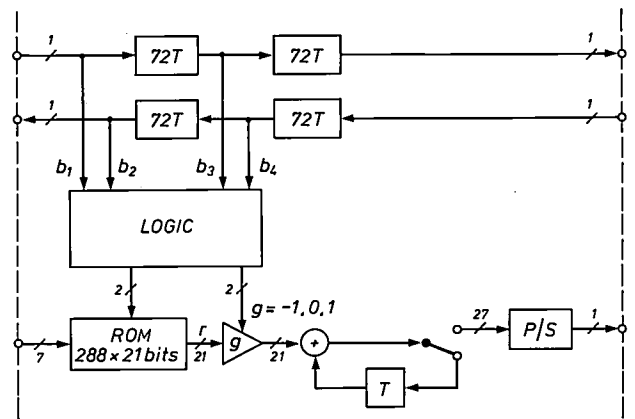 1 72T 72T 1
1 72T 72T 1
b1 b2 b3 b4
LOGIC
2 2 g = -1, 0, 1
7 ROM
288 × 21 bits r 21 g 21 + 27 P/S 1
T